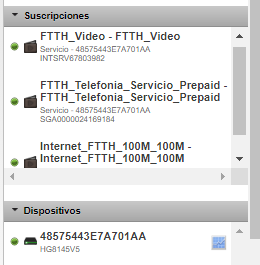 Suscripciones
FTTH_Video - FTTH_Video
Servicio - 48575443E7A701AA
INTSRV67803982
FTTH_Telefonia_Servicio_Prepaid -
FTTH_Telefonia_Servicio_Prepaid
Servicio - 48575443E7A701AA
SGA0000024169184
Internet_FTTH_100M_100M -
Internet_FTTH_100M_100M
Dispositivos
48575443E7A701AA
HG8145V5